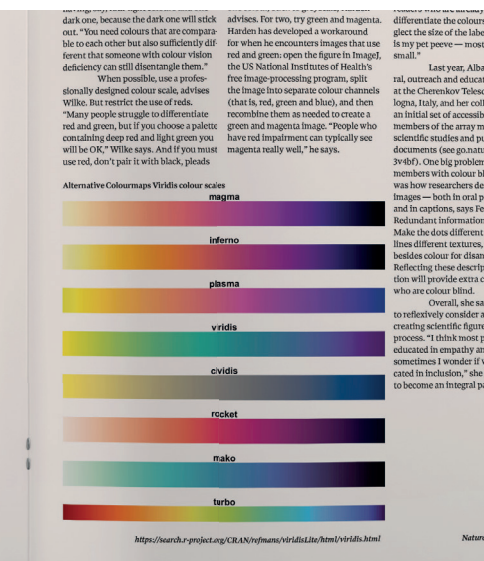 dark one, because the dark one will stick
out. "You need colours that are compara-
ble to each other but also sufficiently dif-
ferent that someone with colour vision
deficiency can still disentangle them."
When possible, use a profes-
sionally designed colour scale, advises
Wilke. But restrict the use of reds.
"Many people struggle to differentiate
red and green, but if you choose a palette
containing deep red and light green you
will be OK," Wilke says. And if you must
use red, don't pair it with black, pleads
advises. For two, try green and magenta.
Harden has developed a workaround
for when he encounters images that use
red and green: open the figure in ImageJ,
the US National Institutes of Health's
free image-processing program, split
the image into separate colour channels
(that is, red, green and blue), and then
recombine them as needed to create a
green and magenta image. "People who
have red impairment can typically see
magenta really well," he says.
differentiate the colours
glect the size of the labe
is my pet peeve — most
small."
Last year, Alba
ral, outreach and educat
at the Cherenkov Telesc
logna, Italy, and her coll
an initial set of accessib
members of the array m
scientific studies and pu
documents (see go.natu
3v4bf). One big problem
members with colour bl
was how researchers de
images — both in oral p
and in captions, says Fe
Redundant information
Make the dots different
lines different textures,
besides colour for disan
Reflecting these descrip
tion will provide extra c
who are colour blind.
Overall, she sa
to reflexively consider a
creating scientific figure
process. "I think most p
educated in empathy an
sometimes I wonder if w
cated in inclusion," she
to become an integral pa
Alternative Colourmaps Viridis colour scales
magma
inferno
plasma
viridis
cividis
rocket
mako
turbo
https://search.r-project.org/CRAN/refmans/viridisLite/html/viridis.html
Nature